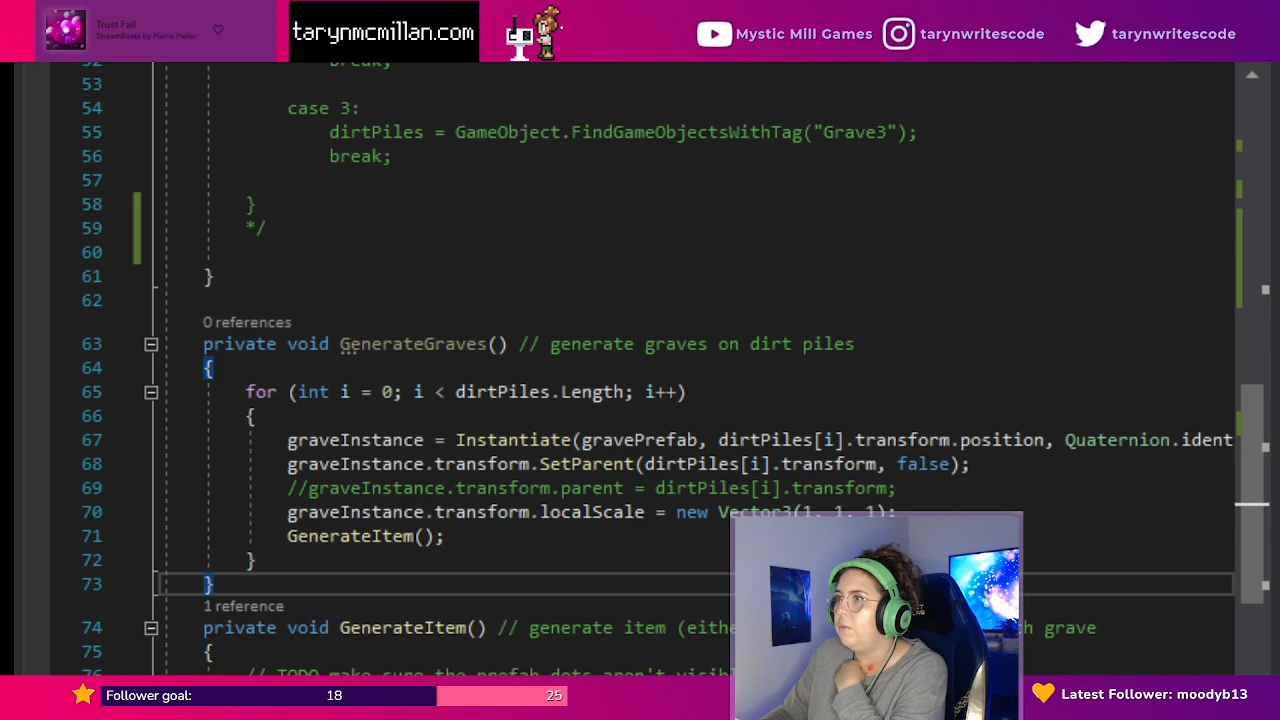 Trust Fall
StreamBeats by Harris Heller
tarynmcmillan.com
Mystic Mill Games
tarynwritescode
tarynwritescode
52 break;
53
54 case 3:
55 dirtPiles = GameObject.FindGameObjectsWithTag("Grave3");
56 break;
57
58 }
59 */
60
61 }
62
0 references
63 private void GenerateGraves() // generate graves on dirt piles
64 {
65 for (int i = 0; i < dirtPiles.Length; i++)
66 {
67 graveInstance = Instantiate(gravePrefab, dirtPiles[i].transform.position, Quaternion.ident
68 graveInstance.transform.SetParent(dirtPiles[i].transform, false);
69 //graveInstance.transform.parent = dirtPiles[i].transform;
70 graveInstance.transform.localScale = new Vector3(1, 1, 1);
71 GenerateItem();
72 }
73 }
1 reference
74 private void GenerateItem() // generate item (eithe h grave
75 {
76 // TODO make sure the prefab dots aren't visibl
Follower goal: 18 25
Latest Follower: moodyb13